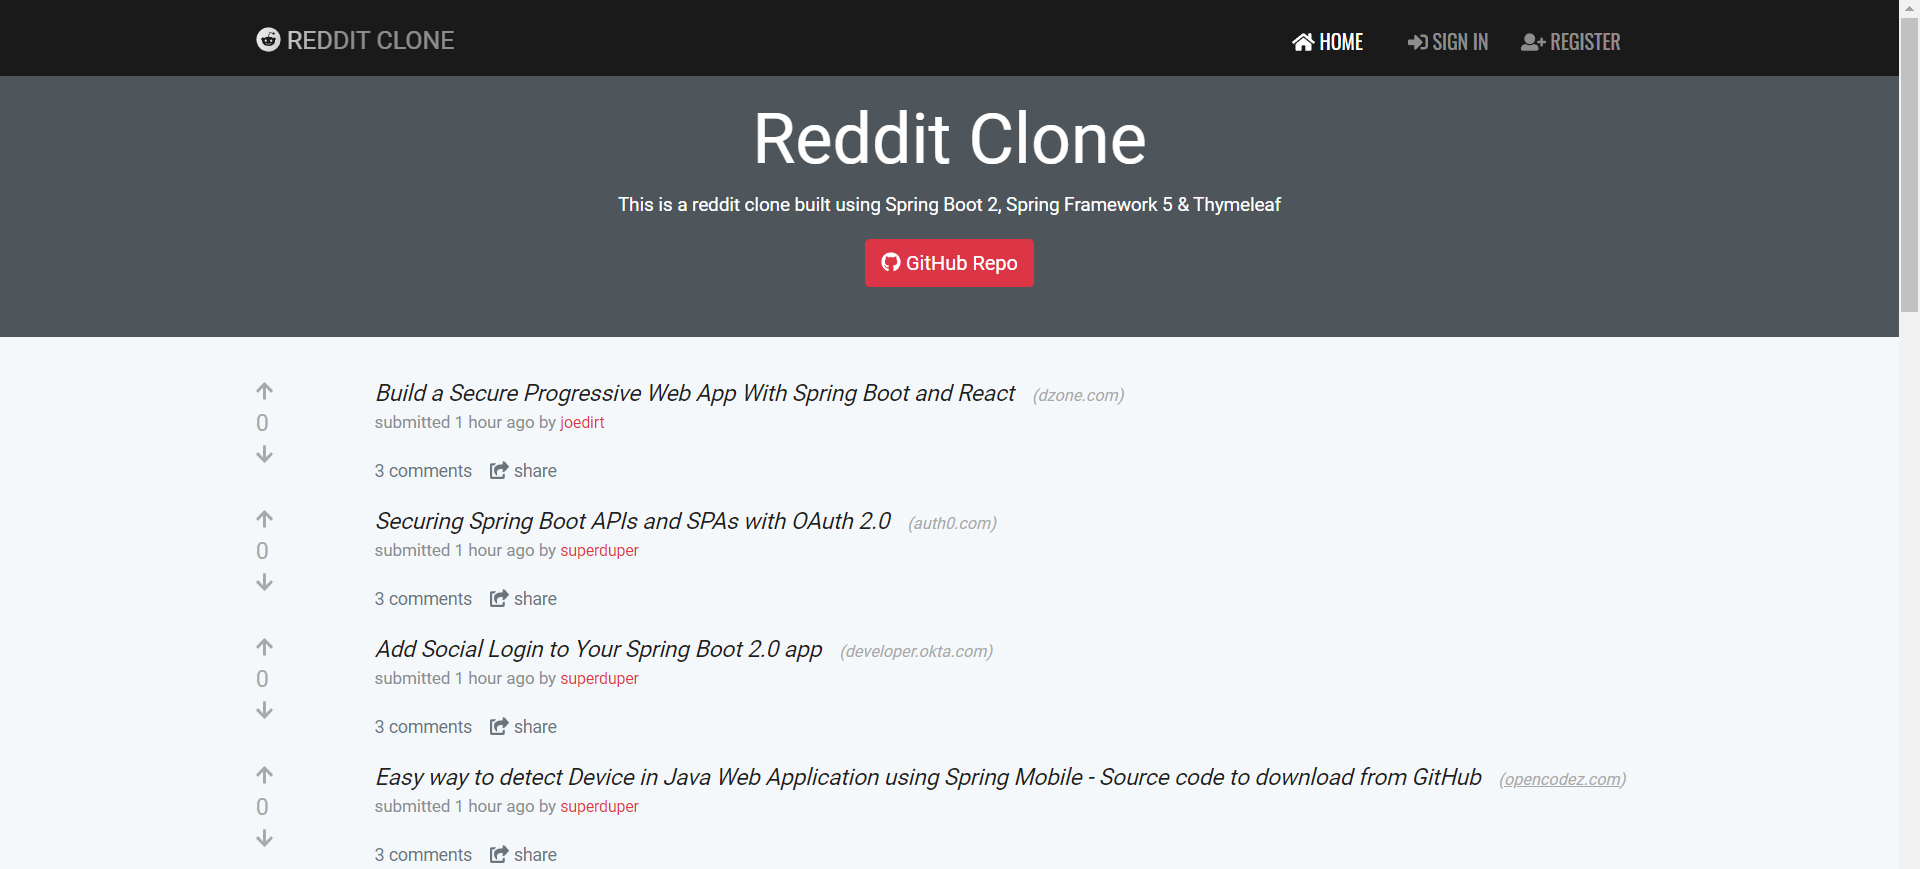 REDDIT CLONE HOME SIGN IN REGISTER
Reddit Clone
This is a reddit clone built using Spring Boot 2, Spring Framework 5 & Thymeleaf
GitHub Repo
Build a Secure Progressive Web App With Spring Boot and React (dzone.com)
0 submitted 1 hour ago by joedirt
3 comments share
Securing Spring Boot APIs and SPAs with OAuth 2.0 (auth0.com)
0 submitted 1 hour ago by superduper
3 comments share
Add Social Login to Your Spring Boot 2.0 app (developer.okta.com)
0 submitted 1 hour ago by superduper
3 comments share
Easy way to detect Device in Java Web Application using Spring Mobile - Source code to download from GitHub (opencodez.com)
0 submitted 1 hour ago by superduper
3 comments share